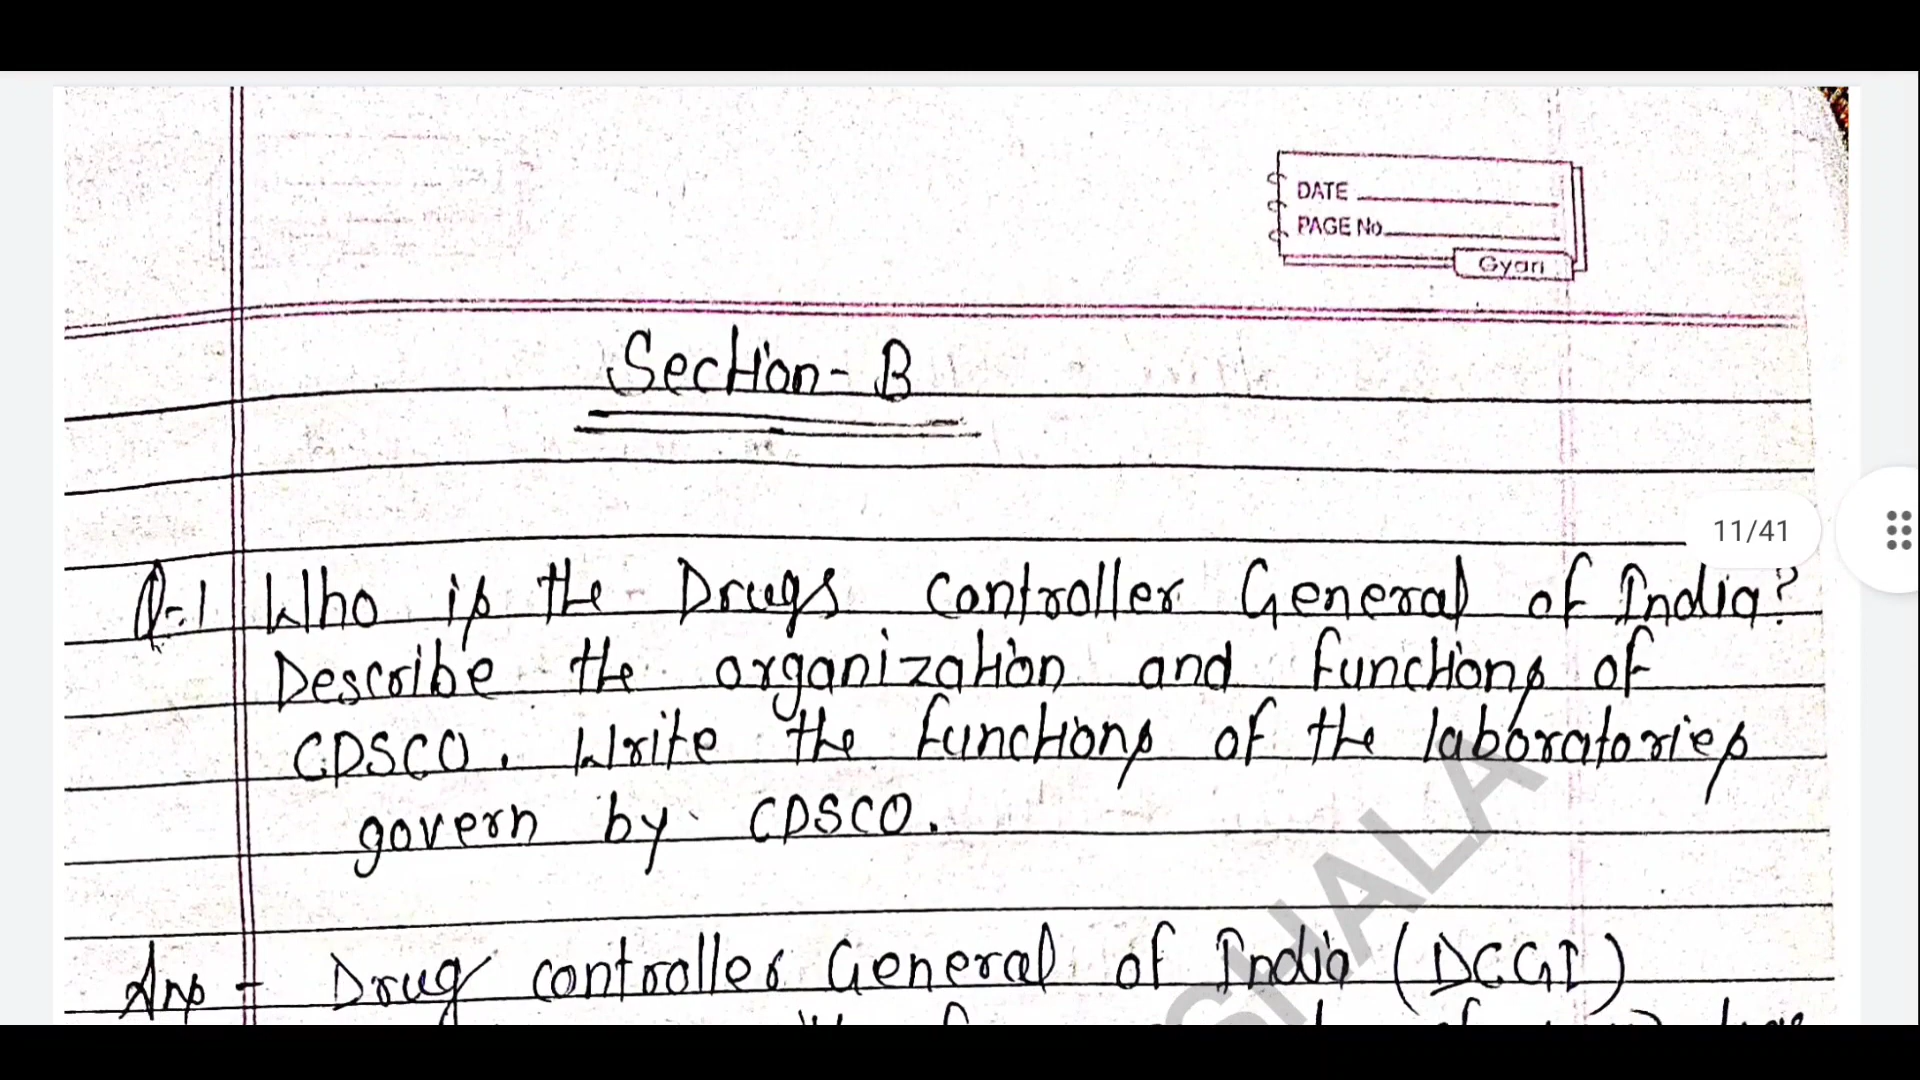 DATE
PAGE No.
Gyan
Section - B
11/41
Q-1 Who is the Drugs Controller General of India?
Describe the organization and functions of
CDSCO. Write the functions of the laboratories
govern by CDSCO.
SHALA
Ans - Drug Controller General of India (DCGI)